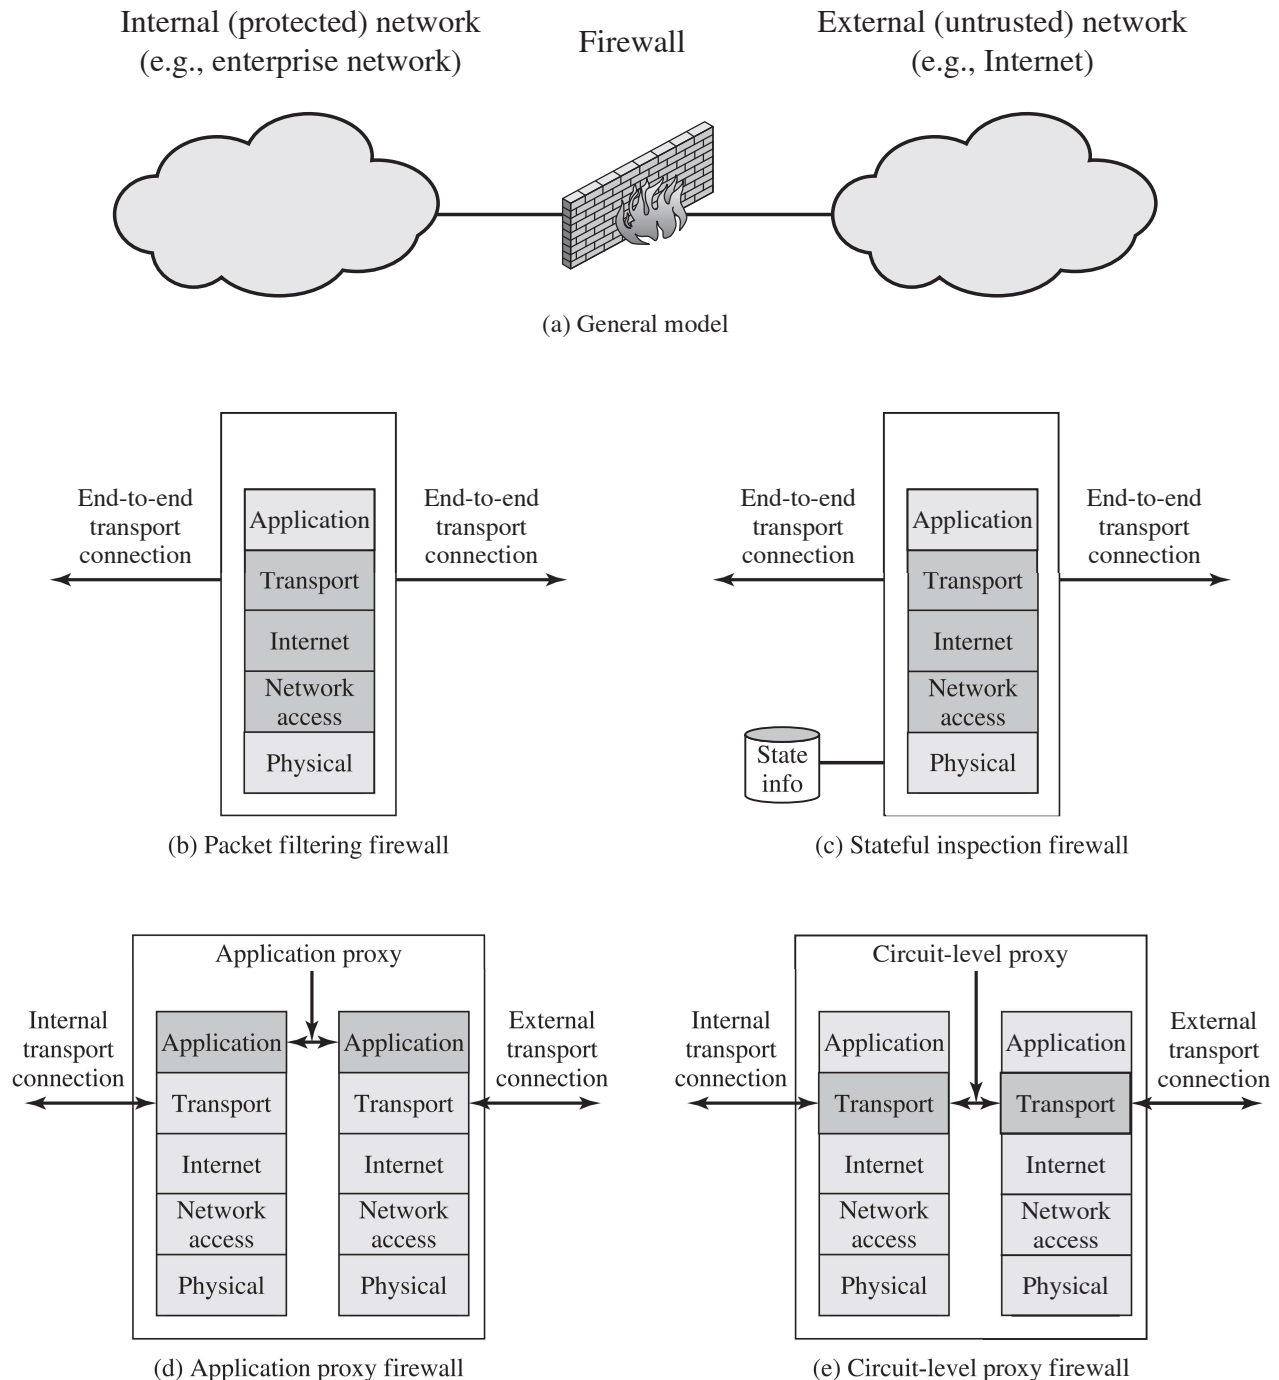 Internal (protected) network
(e.g., enterprise network)
Firewall
External (untrusted) network
(e.g., Internet)
(a) General model
End-to-end
transport
connection
Application
Transport
Internet
Network
access
Physical
End-to-end
transport
connection
(b) Packet filtering firewall
End-to-end
transport
connection
Application
Transport
Internet
Network
access
Physical
End-to-end
transport
connection
State
info
(c) Stateful inspection firewall
Application proxy
Internal
transport
connection
Application
Transport
Internet
Network
access
Physical
Application
Transport
Internet
Network
access
Physical
External
transport
connection
(d) Application proxy firewall
Circuit-level proxy
Internal
transport
connection
Application
Transport
Internet
Network
access
Physical
Application
Transport
Internet
Network
access
Physical
External
transport
connection
(e) Circuit-level proxy firewall